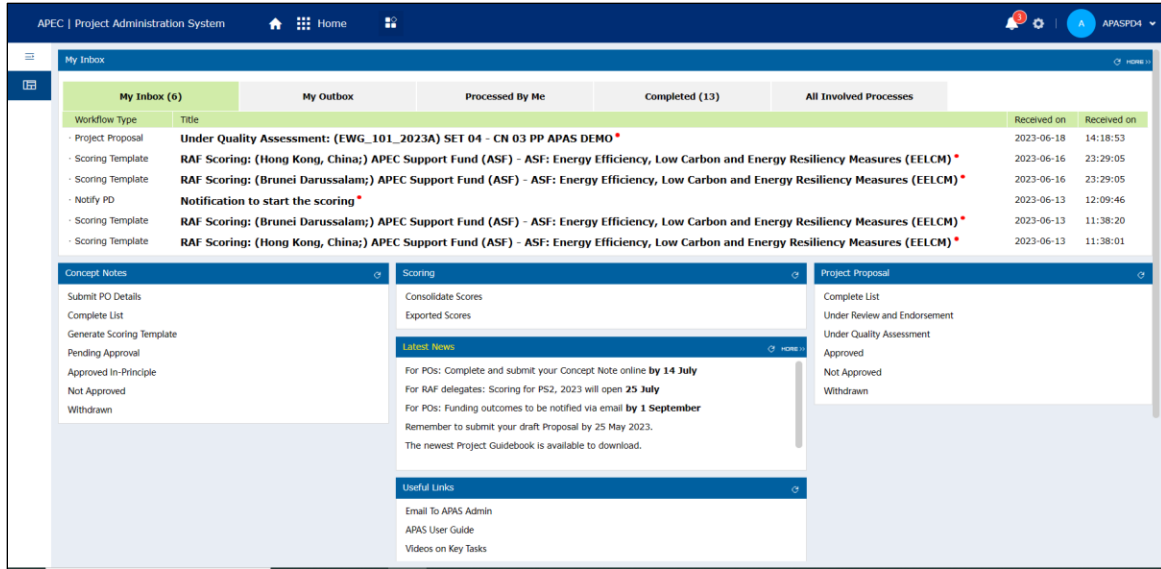 APEC | Project Administration System
Home
3
A
APASPD4
My Inbox
MORE >>
My Inbox (6)
My Outbox
Processed By Me
Completed (13)
All Involved Processes
Workflow Type Title Received on Received on
· Project Proposal Under Quality Assessment: (EWG_101_2023A) SET 04 - CN 03 PP APAS DEMO 2023-06-18 14:18:53
· Scoring Template RAF Scoring: (Hong Kong, China;) APEC Support Fund (ASF) - ASF: Energy Efficiency, Low Carbon and Energy Resiliency Measures (EELCM) 2023-06-16 23:29:05
· Scoring Template RAF Scoring: (Brunei Darussalam;) APEC Support Fund (ASF) - ASF: Energy Efficiency, Low Carbon and Energy Resiliency Measures (EELCM) 2023-06-16 23:29:05
· Notify PD Notification to start the scoring 2023-06-13 12:09:46
· Scoring Template RAF Scoring: (Brunei Darussalam;) APEC Support Fund (ASF) - ASF: Energy Efficiency, Low Carbon and Energy Resiliency Measures (EELCM) 2023-06-13 11:38:20
· Scoring Template RAF Scoring: (Hong Kong, China;) APEC Support Fund (ASF) - ASF: Energy Efficiency, Low Carbon and Energy Resiliency Measures (EELCM) 2023-06-13 11:38:01
Concept Notes
Submit PO Details
Complete List
Generate Scoring Template
Pending Approval
Approved In-Principle
Not Approved
Withdrawn
Scoring
Consolidate Scores
Exported Scores
Latest News
MORE >>
For POs: Complete and submit your Concept Note online by 14 July
For RAF delegates: Scoring for PS2, 2023 will open 25 July
For POs: Funding outcomes to be notified via email by 1 September
Remember to submit your draft Proposal by 25 May 2023.
The newest Project Guidebook is available to download.
Useful Links
Email To APAS Admin
APAS User Guide
Videos on Key Tasks
Project Proposal
Complete List
Under Review and Endorsement
Under Quality Assessment
Approved
Not Approved
Withdrawn